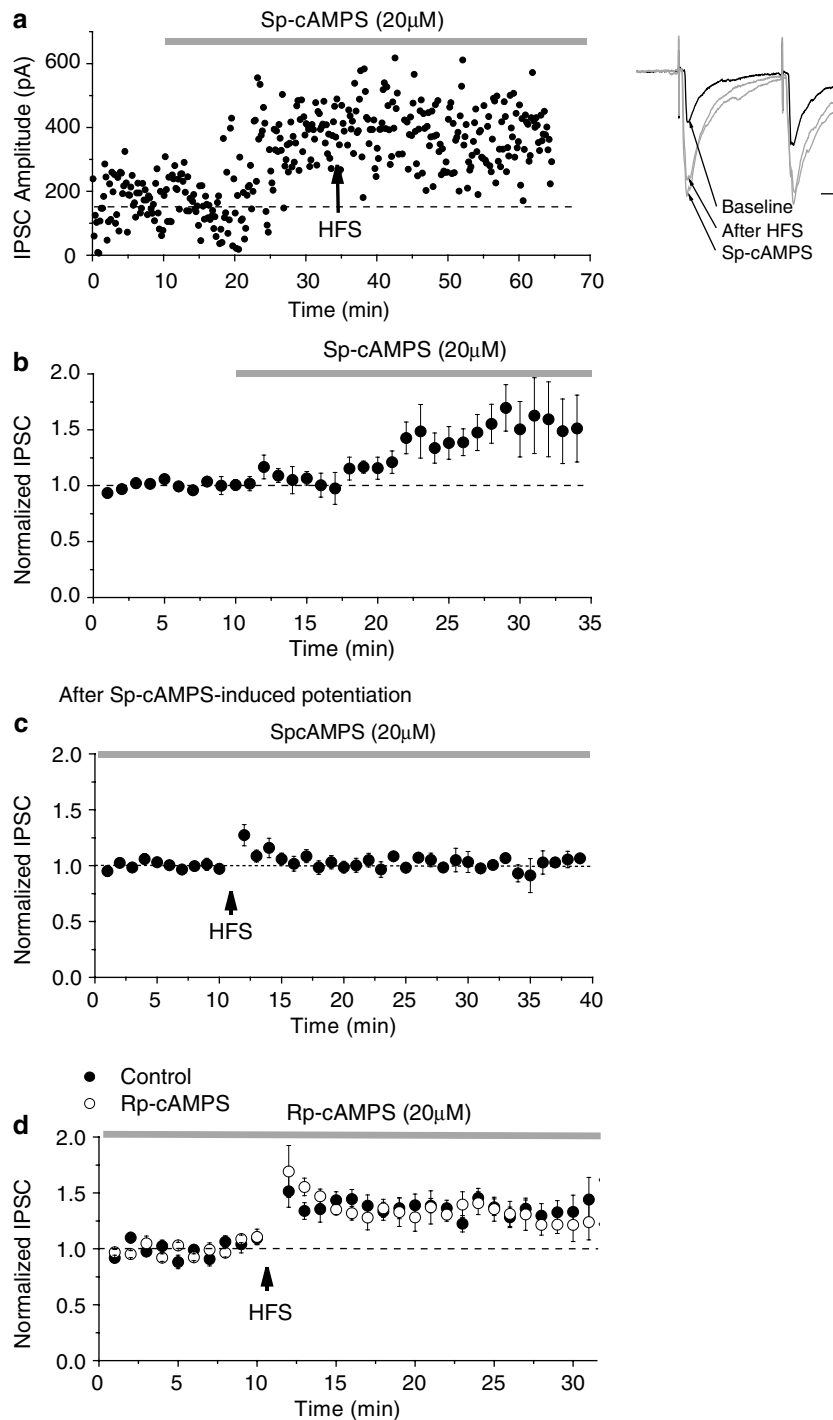 a
Sp-cAMPS (20μM)
600
400
200
0
IPSC Amplitude (pA)
HFS
0 10 20 30 40 50 60 70
Time (min)
Baseline
After HFS
Sp-cAMPS
b
Sp-cAMPS (20μM)
2.0
1.5
1.0
0.5
0.0
Normalized IPSC
0 5 10 15 20 25 30 35
Time (min)
After Sp-cAMPS-induced potentiation
c
SpcAMPS (20μM)
2.0
1.5
1.0
0.5
0.0
Normalized IPSC
HFS
0 5 10 15 20 25 30 35 40
Time (min)
Control
Rp-cAMPS
d
Rp-cAMPS (20μM)
2.0
1.5
1.0
0.5
0.0
Normalized IPSC
HFS
0 5 10 15 20 25 30
Time (min)